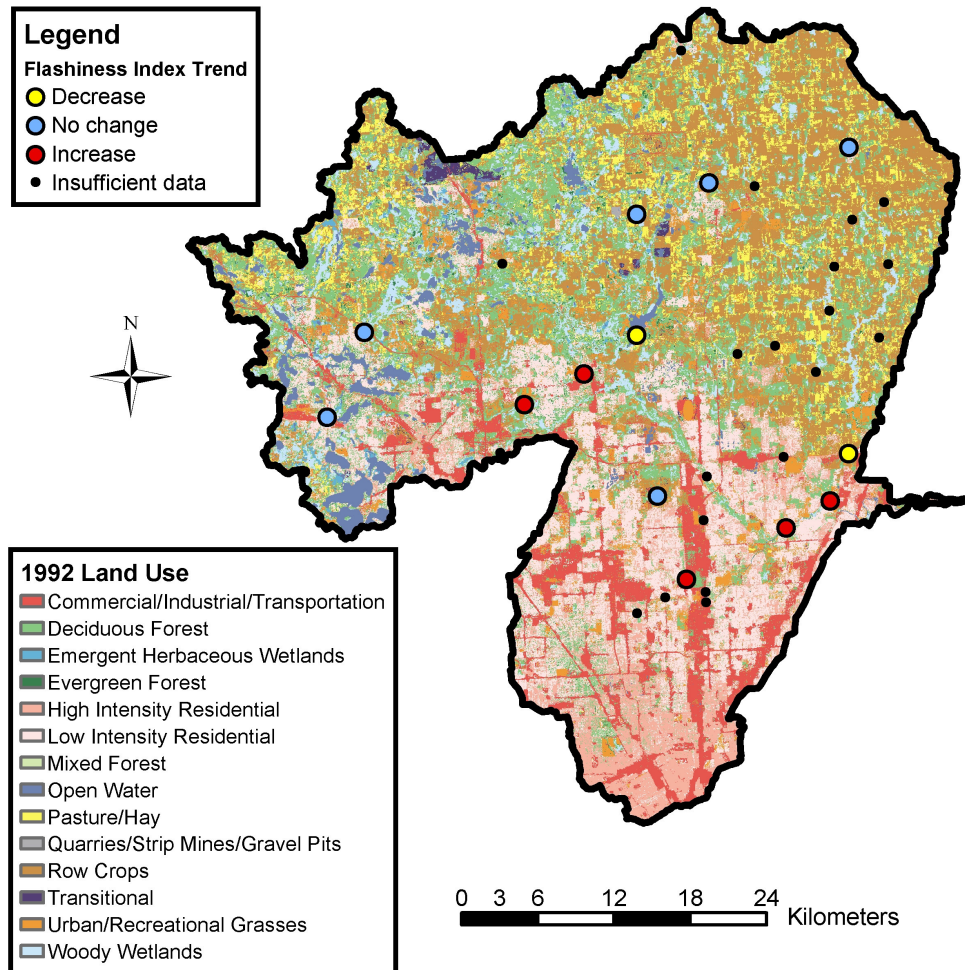 Legend
Flashiness Index Trend
Decrease
No change
Increase
Insufficient data
N
1992 Land Use
Commercial/Industrial/Transportation
Deciduous Forest
Emergent Herbaceous Wetlands
Evergreen Forest
High Intensity Residential
Low Intensity Residential
Mixed Forest
Open Water
Pasture/Hay
Quarries/Strip Mines/Gravel Pits
Row Crops
Transitional
Urban/Recreational Grasses
Woody Wetlands
0 3 6 12 18 24
Kilometers